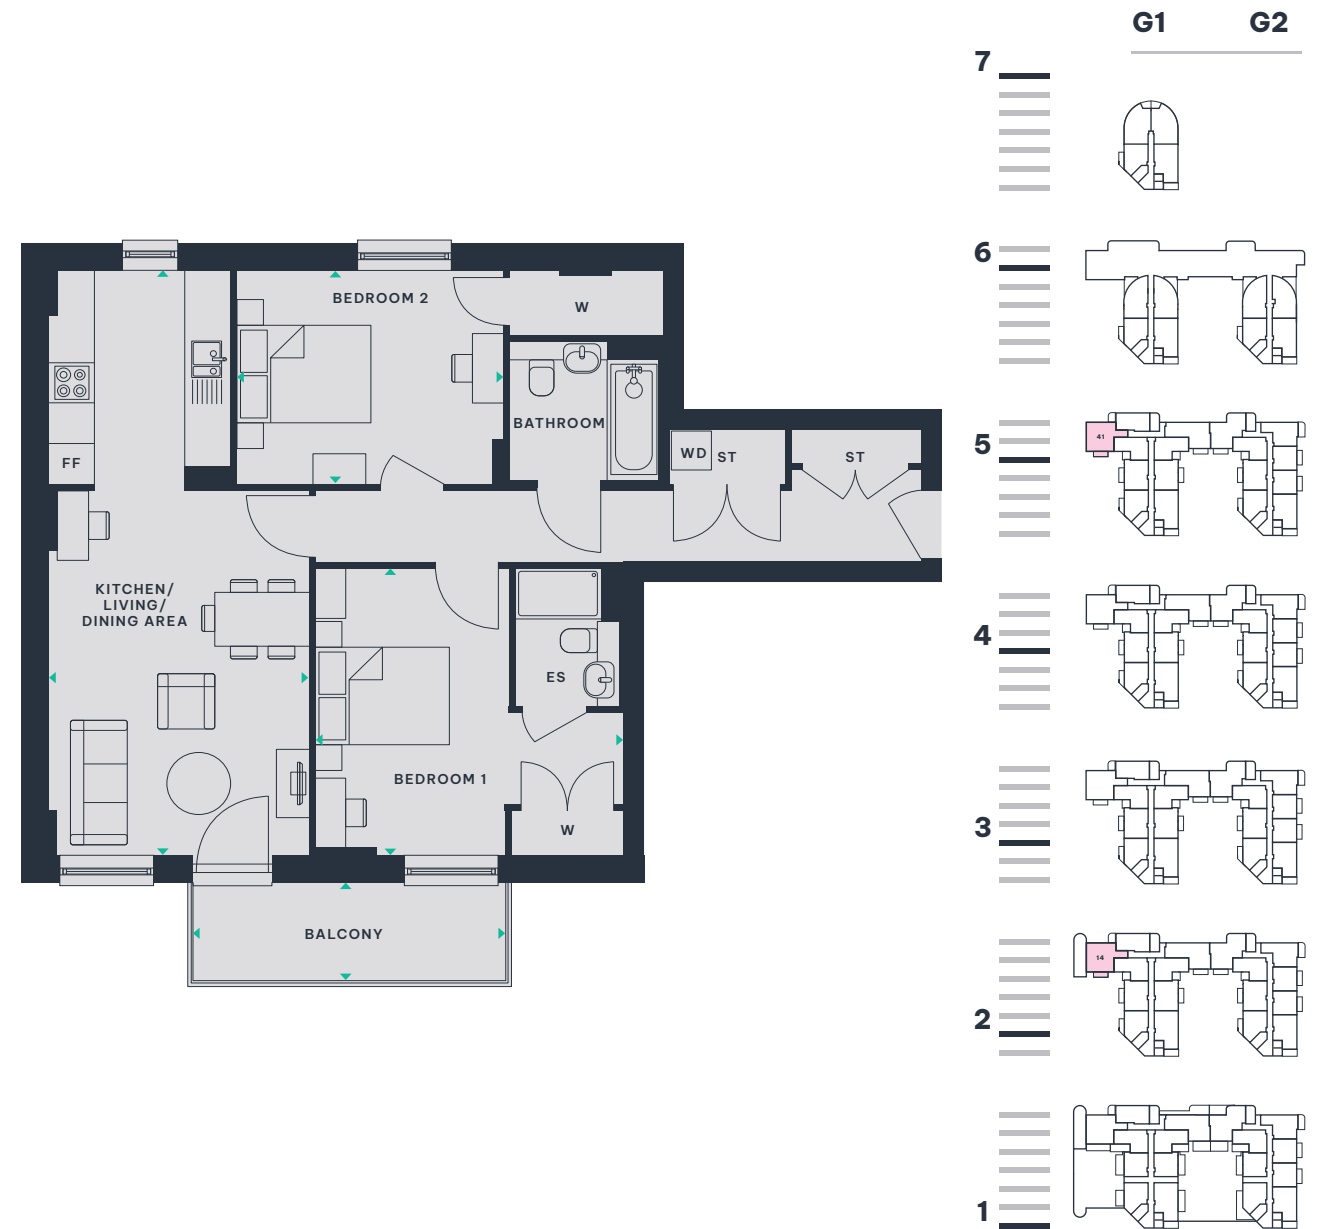 G1 G2
7
6
5
41
4
3
2
14
1
BEDROOM 2
W
BATHROOM
FF
WD
ST
ST
KITCHEN/
LIVING/
DINING AREA
ES
BEDROOM 1
W
BALCONY